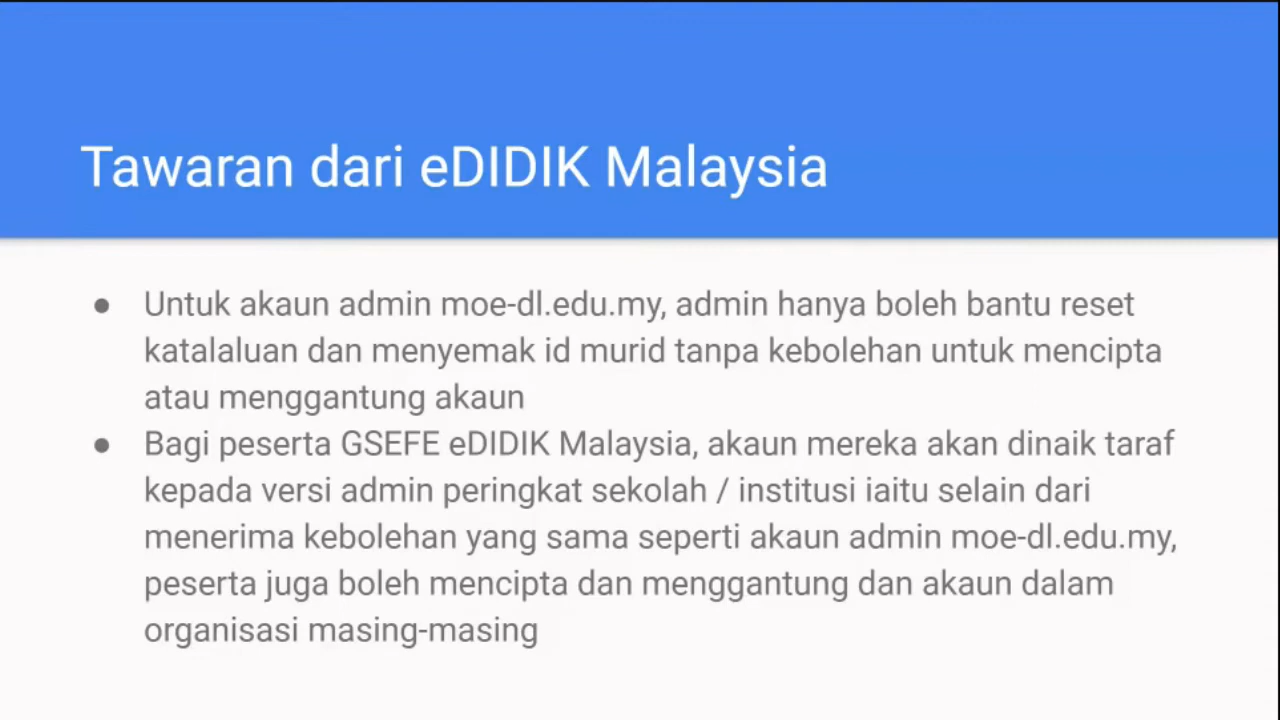 Tawaran dari eDIDIK Malaysia
● Untuk akaun admin moe-dl.edu.my, admin hanya boleh bantu reset
katalaluan dan menyemak id murid tanpa kebolehan untuk mencipta
atau menggantung akaun
● Bagi peserta GSEFE eDIDIK Malaysia, akaun mereka akan dinaik taraf
kepada versi admin peringkat sekolah / institusi iaitu selain dari
menerima kebolehan yang sama seperti akaun admin moe-dl.edu.my,
peserta juga boleh mencipta dan menggantung dan akaun dalam
organisasi masing-masing